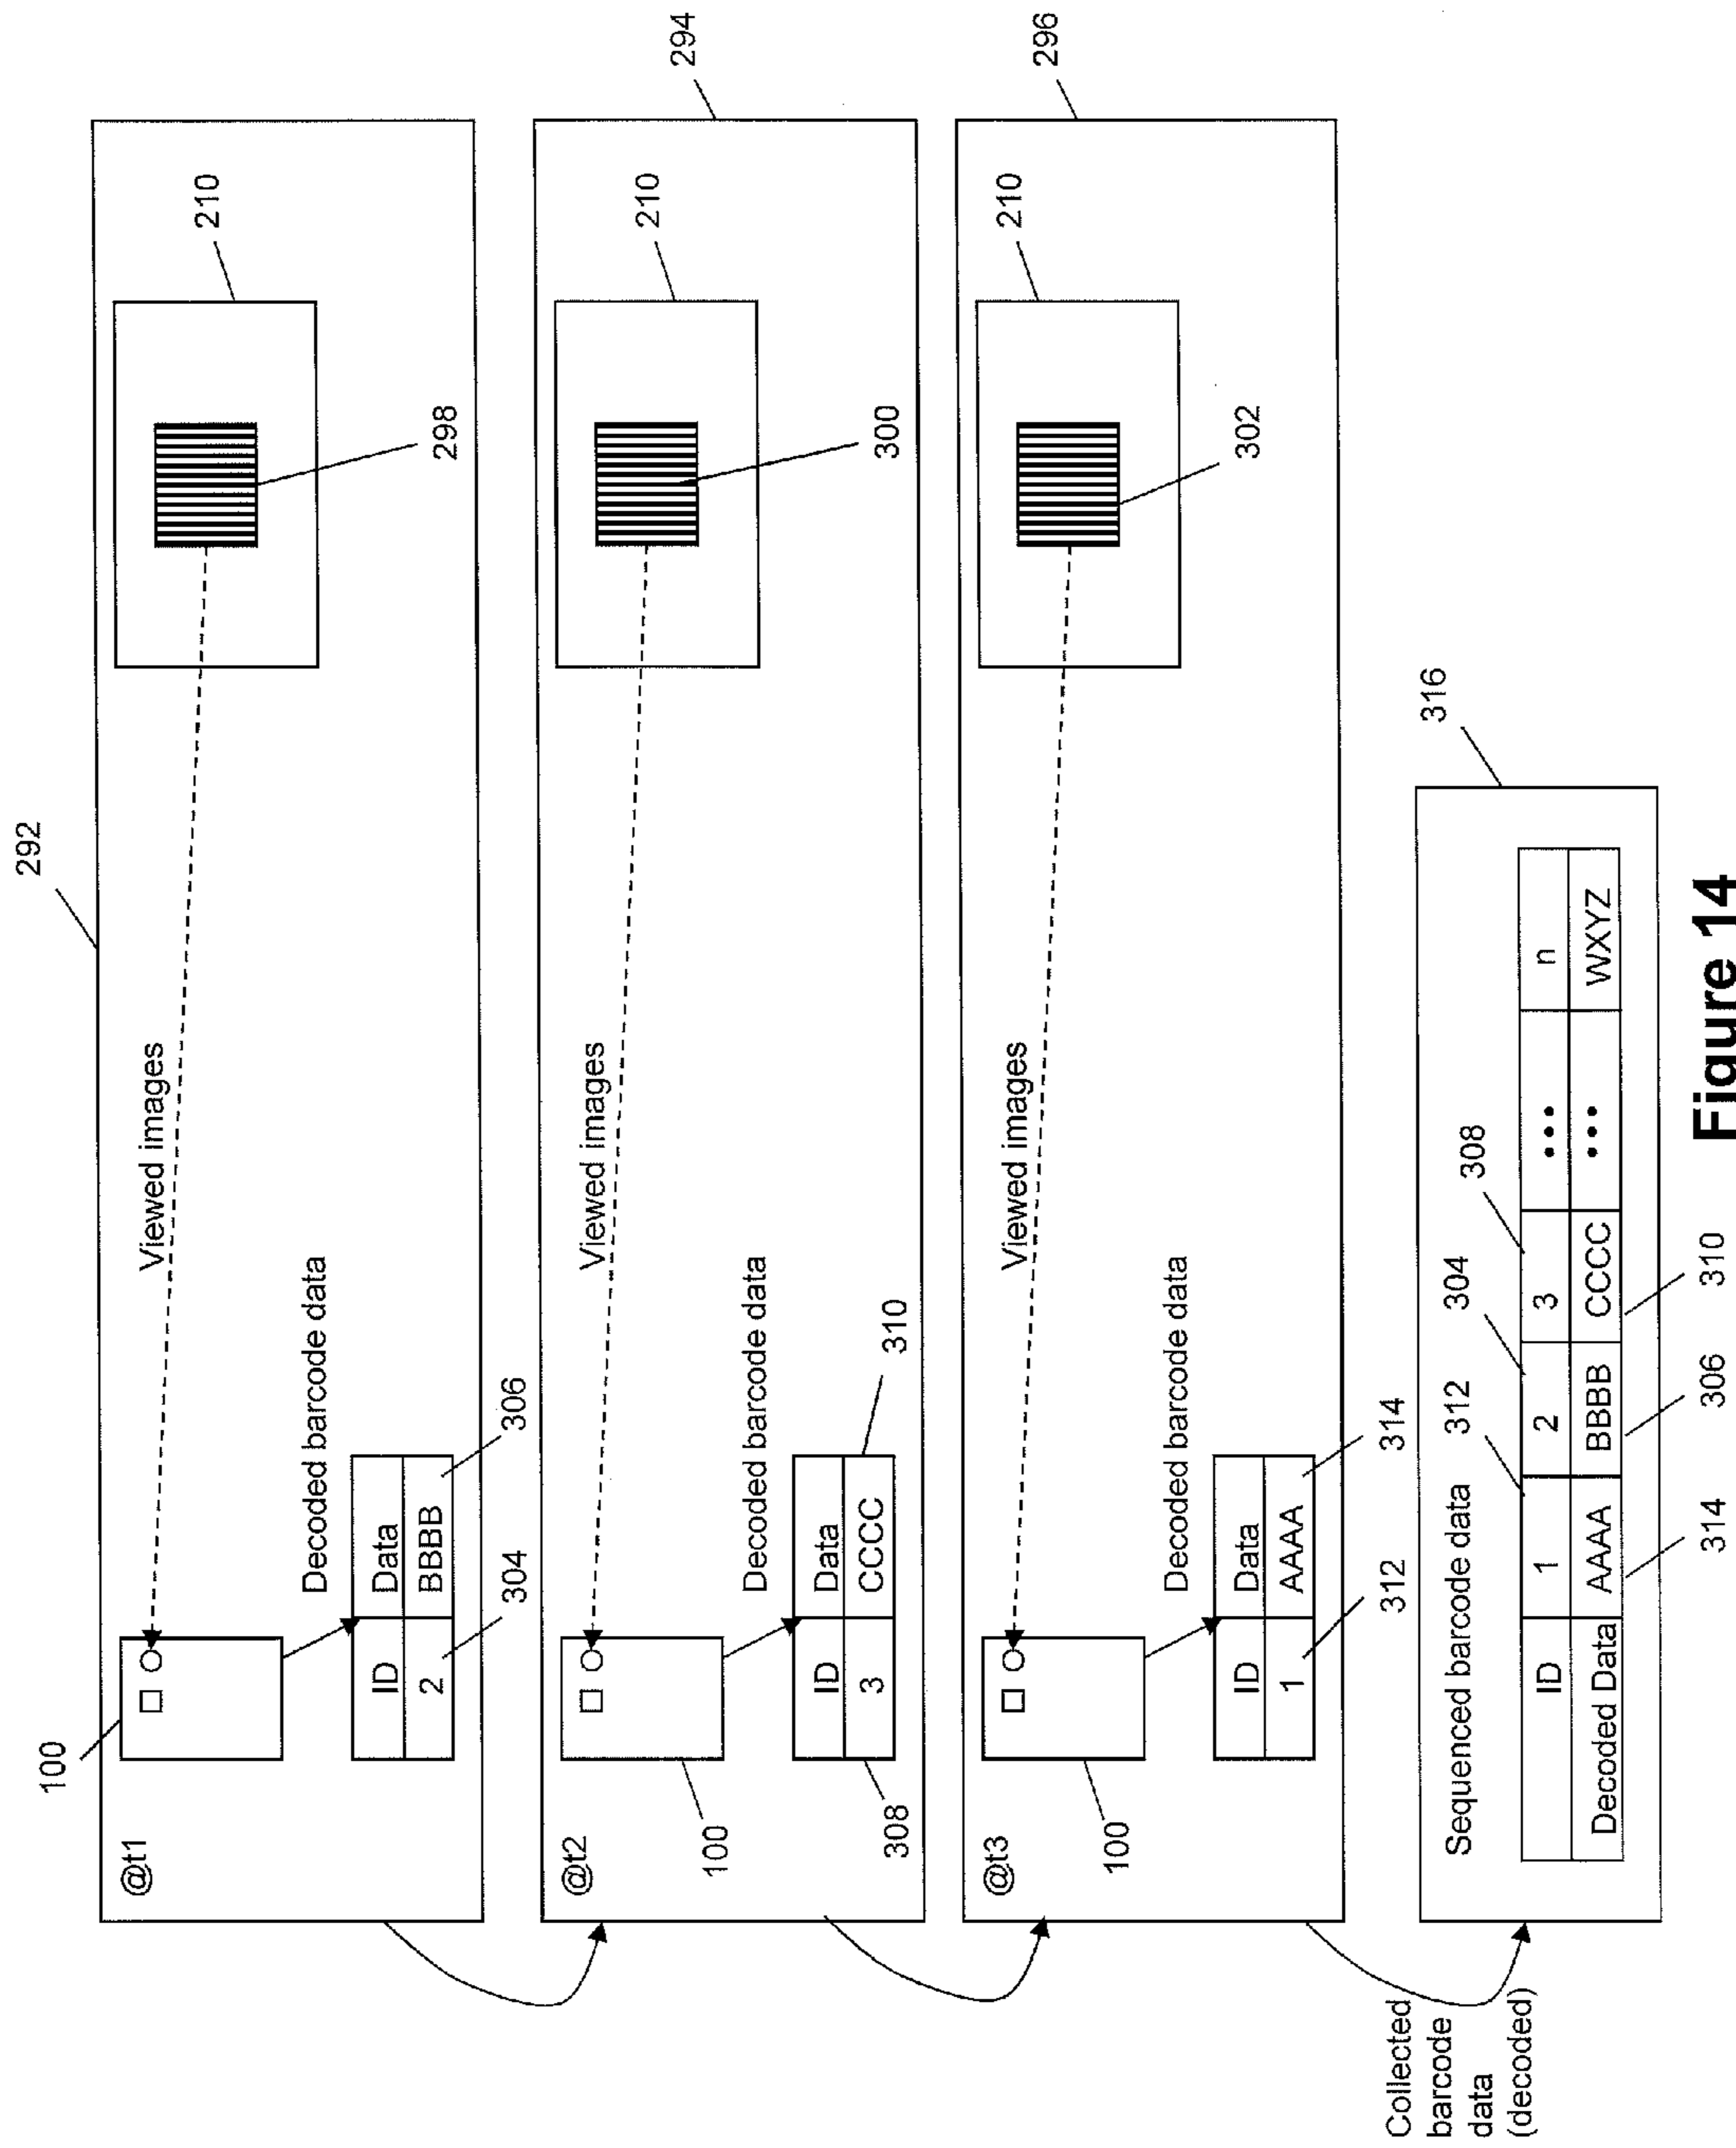 292
@t1
100
Viewed images
210
298
Decoded barcode data
ID Data
2 BBBB
304
306
294
@t2
100
Viewed images
210
300
Decoded barcode data
ID Data
3 CCCC
308
310
296
@t3
100
Viewed images
210
302
Decoded barcode data
ID Data
1 AAAA
312
314
Collected
barcode
data
(decoded)
316
Sequenced barcode data
312 304 308
ID 1 2 3 •••• n
Decoded Data AAAA BBBB CCCC •••• WXYZ
314 306 310
Figure 14